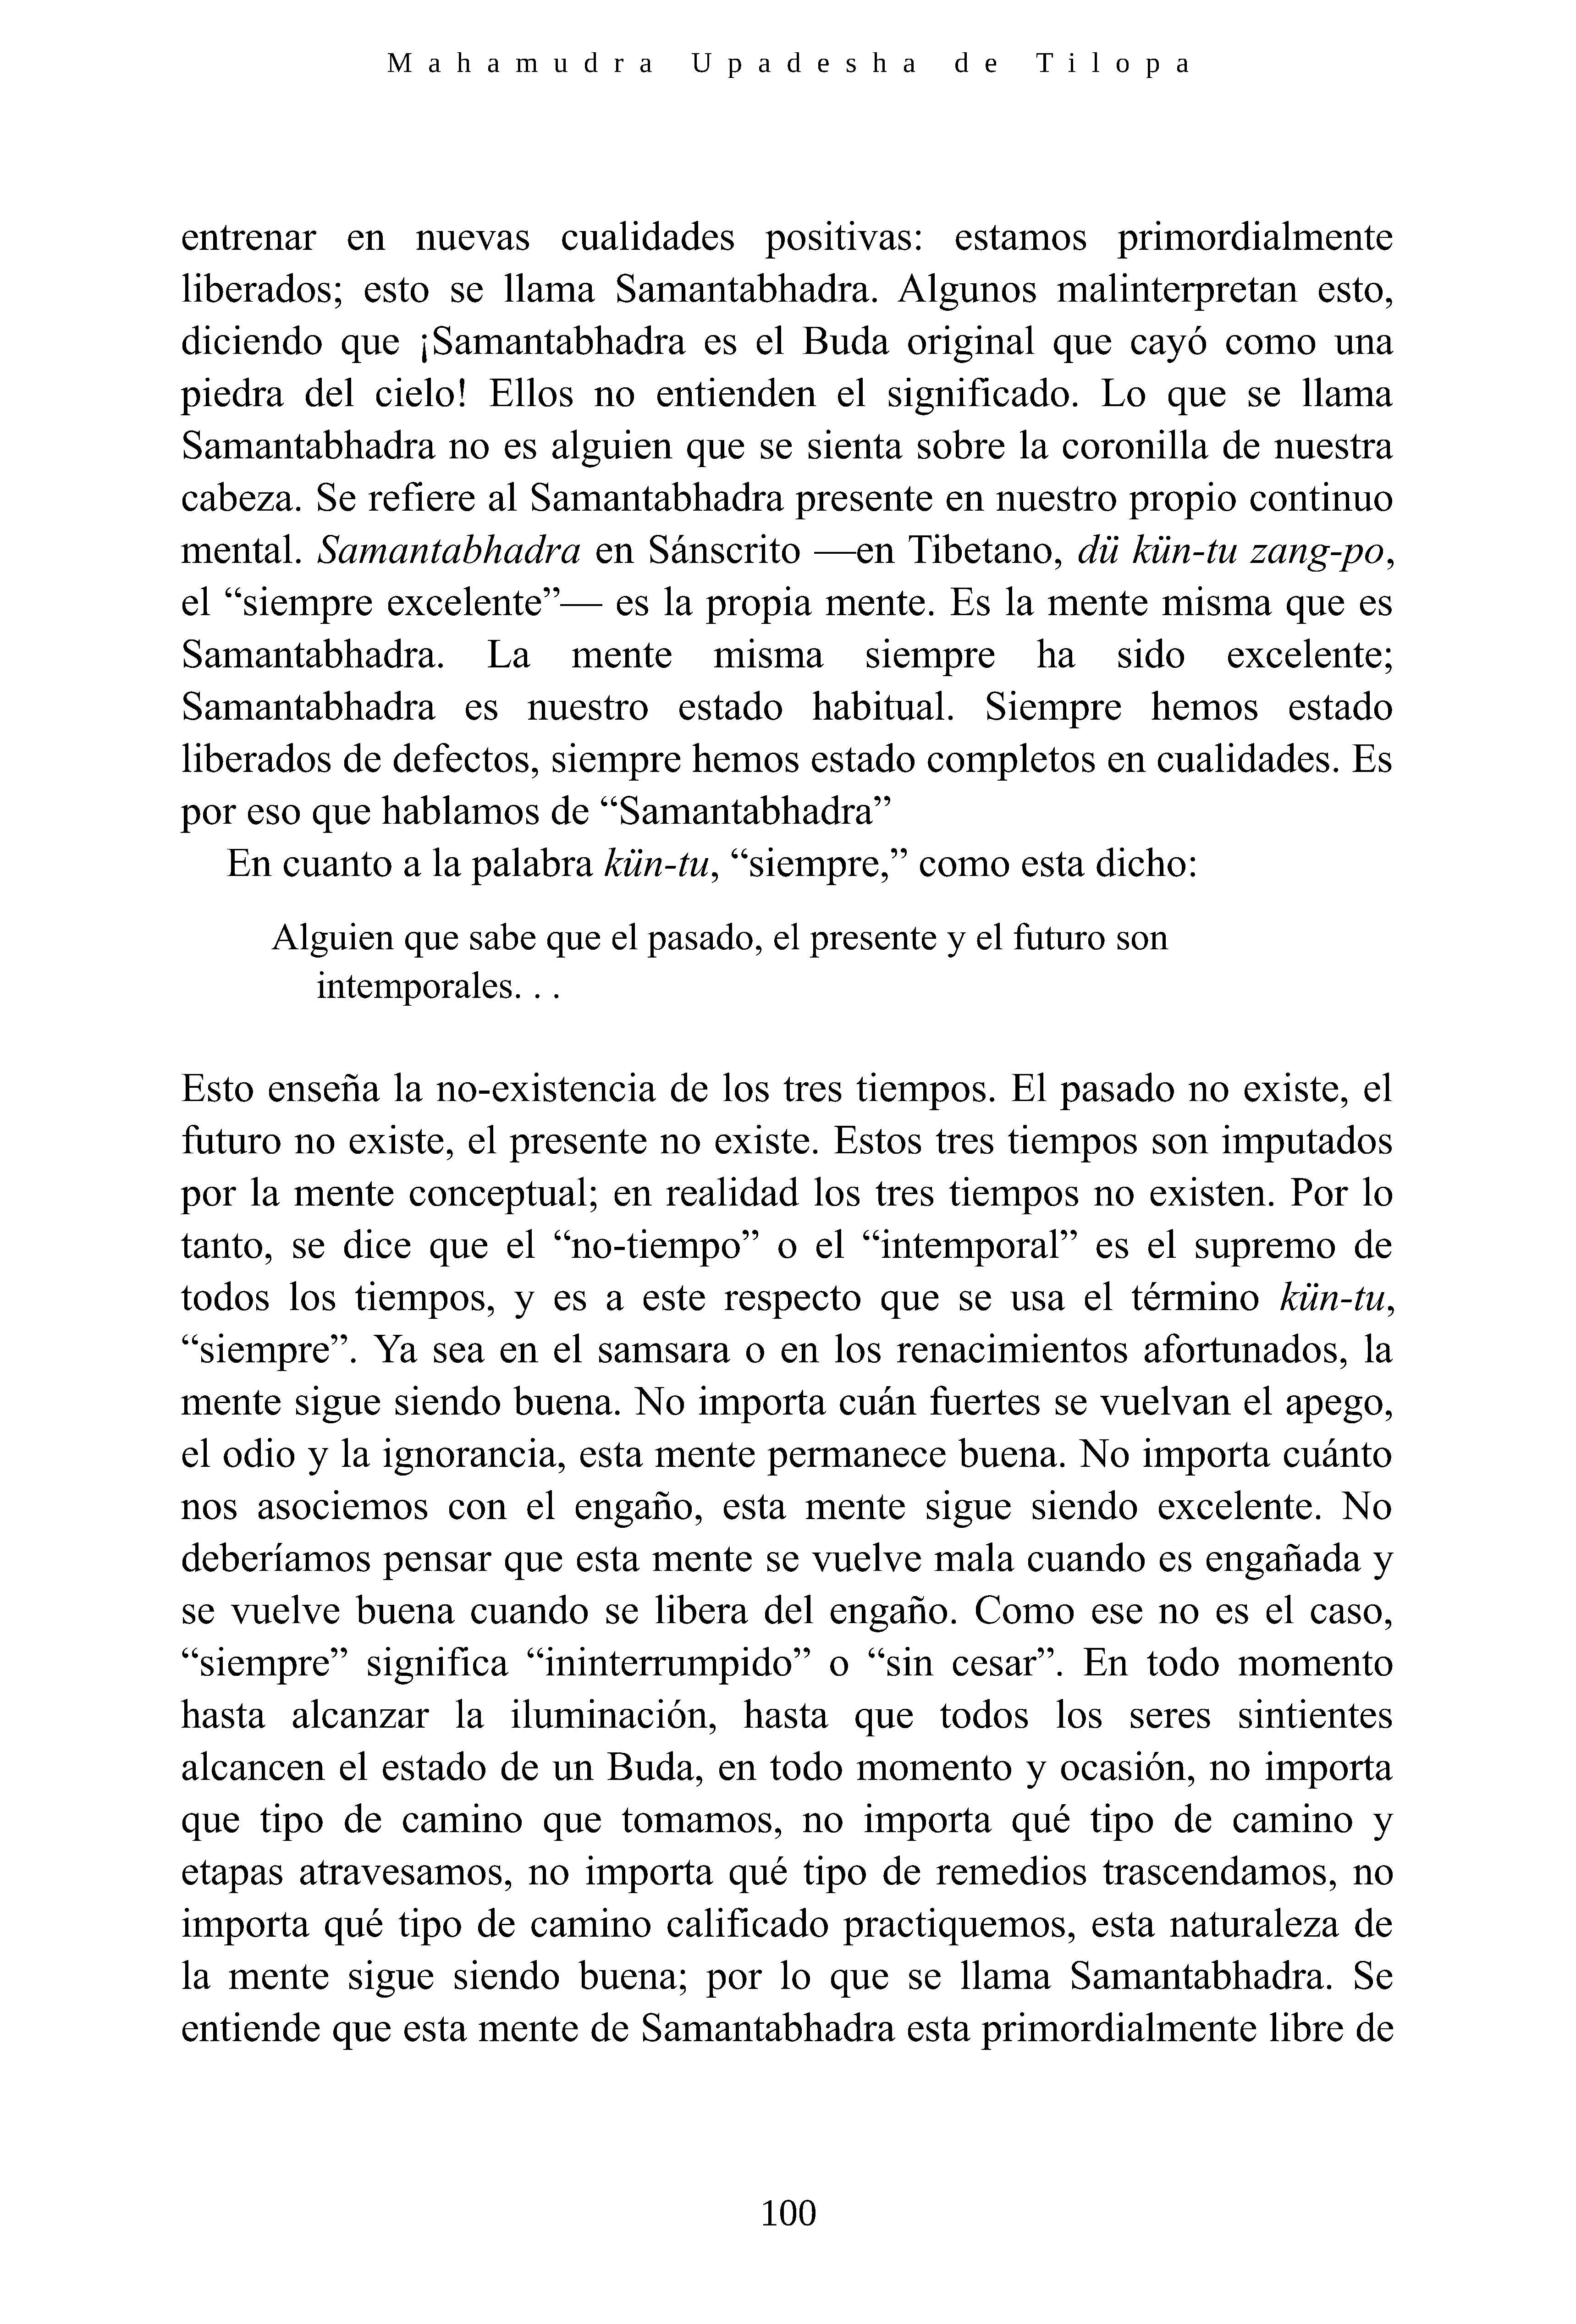 Mahamudra Upadesha de Tilopa
entrenar en nuevas cualidades positivas: estamos primordialmente
liberados; esto se llama Samantabhadra. Algunos malinterpretan esto,
diciendo que ¡Samantabhadra es el Buda original que cayó como una
piedra del cielo! Ellos no entienden el significado. Lo que se llama
Samantabhadra no es alguien que se sienta sobre la coronilla de nuestra
cabeza. Se refiere al Samantabhadra presente en nuestro propio continuo
mental. Samantabhadra en Sánscrito —en Tibetano, dü kün-tu zang-po,
el “siempre excelente”— es la propia mente. Es la mente misma que es
Samantabhadra. La mente misma siempre ha sido excelente;
Samantabhadra es nuestro estado habitual. Siempre hemos estado
liberados de defectos, siempre hemos estado completos en cualidades. Es
por eso que hablamos de “Samantabhadra”
En cuanto a la palabra kün-tu, “siempre,” como esta dicho:
Alguien que sabe que el pasado, el presente y el futuro son
intemporales. . .
Esto enseña la no-existencia de los tres tiempos. El pasado no existe, el
futuro no existe, el presente no existe. Estos tres tiempos son imputados
por la mente conceptual; en realidad los tres tiempos no existen. Por lo
tanto, se dice que el “no-tiempo” o el “intemporal” es el supremo de
todos los tiempos, y es a este respecto que se usa el término kün-tu,
“siempre”. Ya sea en el samsara o en los renacimientos afortunados, la
mente sigue siendo buena. No importa cuán fuertes se vuelvan el apego,
el odio y la ignorancia, esta mente permanece buena. No importa cuánto
nos asociemos con el engaño, esta mente sigue siendo excelente. No
deberíamos pensar que esta mente se vuelve mala cuando es engañada y
se vuelve buena cuando se libera del engaño. Como ese no es el caso,
“siempre” significa “ininterrumpido” o “sin cesar”. En todo momento
hasta alcanzar la iluminación, hasta que todos los seres sintientes
alcancen el estado de un Buda, en todo momento y ocasión, no importa
que tipo de camino que tomamos, no importa qué tipo de camino y
etapas atravesamos, no importa qué tipo de remedios trascendamos, no
importa qué tipo de camino calificado practiquemos, esta naturaleza de
la mente sigue siendo buena; por lo que se llama Samantabhadra. Se
entiende que esta mente de Samantabhadra esta primordialmente libre de
100